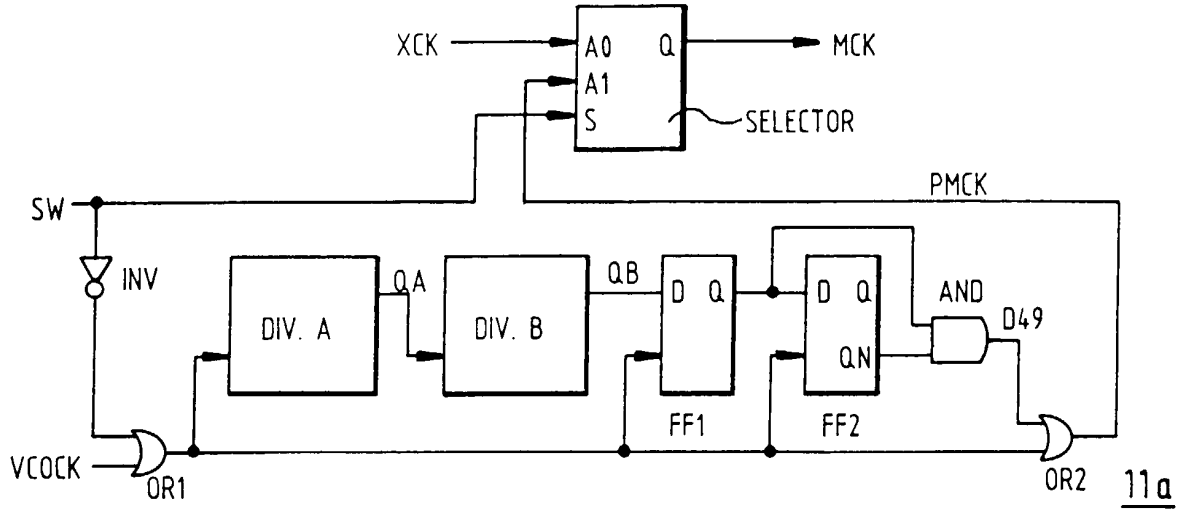 XCK
A0 Q
MCK
A1
S
SELECTOR
PMCK
SW
INV
QA
QB
D Q
D Q
AND
D49
DIV. A
DIV. B
QN
FF1
FF2
VCOCK
OR1
OR2
11a